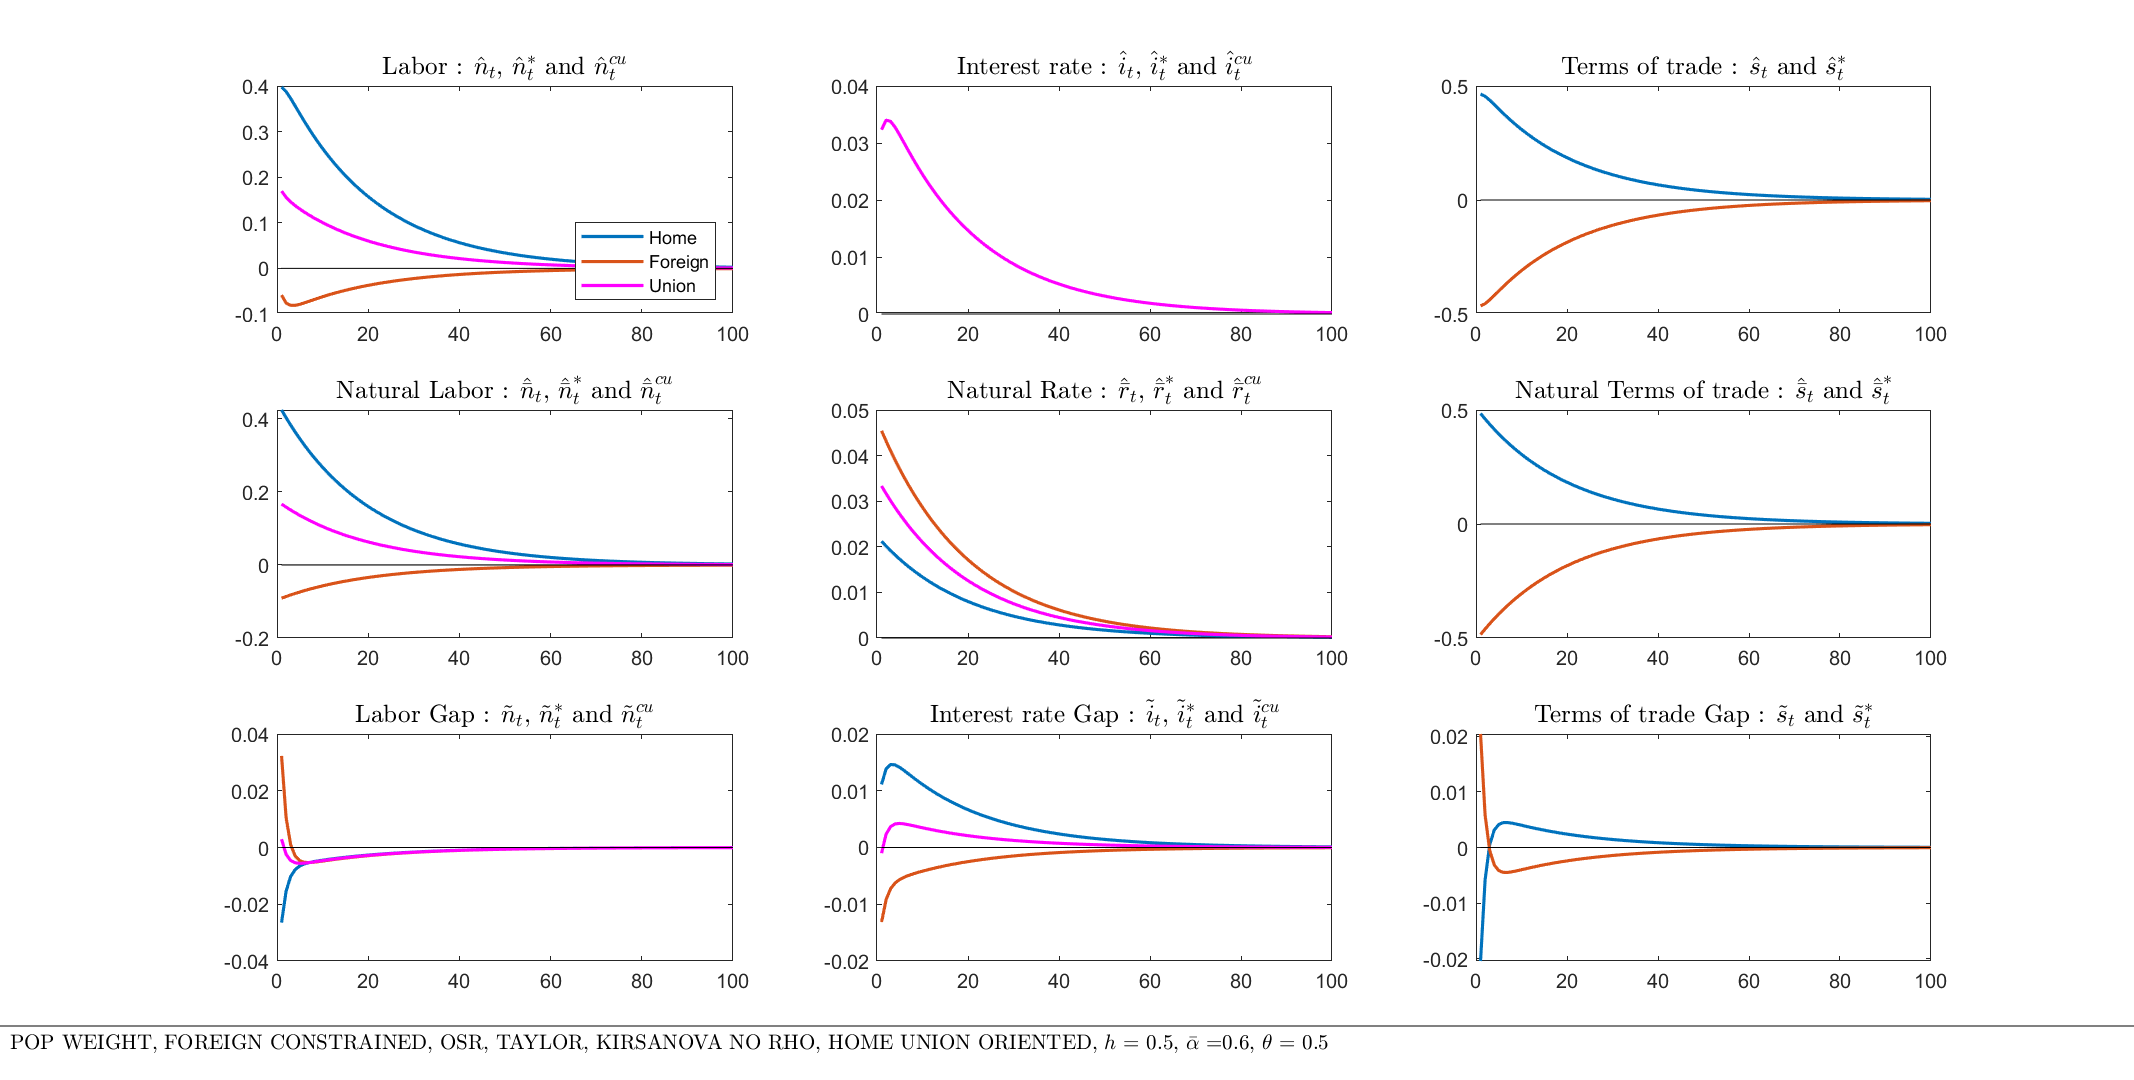 Labor : n̂ₜ, n̂ₜ* and n̂ₜᶜᵘ
Interest rate : îₜ, îₜ* and îₜᶜᵘ
Terms of trade : ŝₜ and ŝₜ*
0.4
0.3
0.2
0.1
0
-0.1
0 20 40 60 80 100
Home
Foreign
Union
0.04
0.03
0.02
0.01
0
0 20 40 60 80 100
0.5
0
-0.5
0 20 40 60 80 100
Natural Labor : n̄̂ₜ, n̄̂ₜ* and n̄̂ₜᶜᵘ
Natural Rate : r̄̂ₜ, r̄̂ₜ* and r̄̂ₜᶜᵘ
Natural Terms of trade : s̄̂ₜ and s̄̂ₜ*
0.4
0.2
0
-0.2
0 20 40 60 80 100
0.05
0.04
0.03
0.02
0.01
0
0 20 40 60 80 100
0.5
0
-0.5
0 20 40 60 80 100
Labor Gap : ñₜ, ñₜ* and ñₜᶜᵘ
Interest rate Gap : ĩₜ, ĩₜ* and ĩₜᶜᵘ
Terms of trade Gap : s̃ₜ and s̃ₜ*
0.04
0.02
0
-0.02
-0.04
0 20 40 60 80 100
0.02
0.01
0
-0.01
-0.02
0 20 40 60 80 100
0.02
0.01
0
-0.01
-0.02
0 20 40 60 80 100
POP WEIGHT, FOREIGN CONSTRAINED, OSR, TAYLOR, KIRSANOVA NO RHO, HOME UNION ORIENTED, h = 0.5, ᾱ =0.6, θ = 0.5